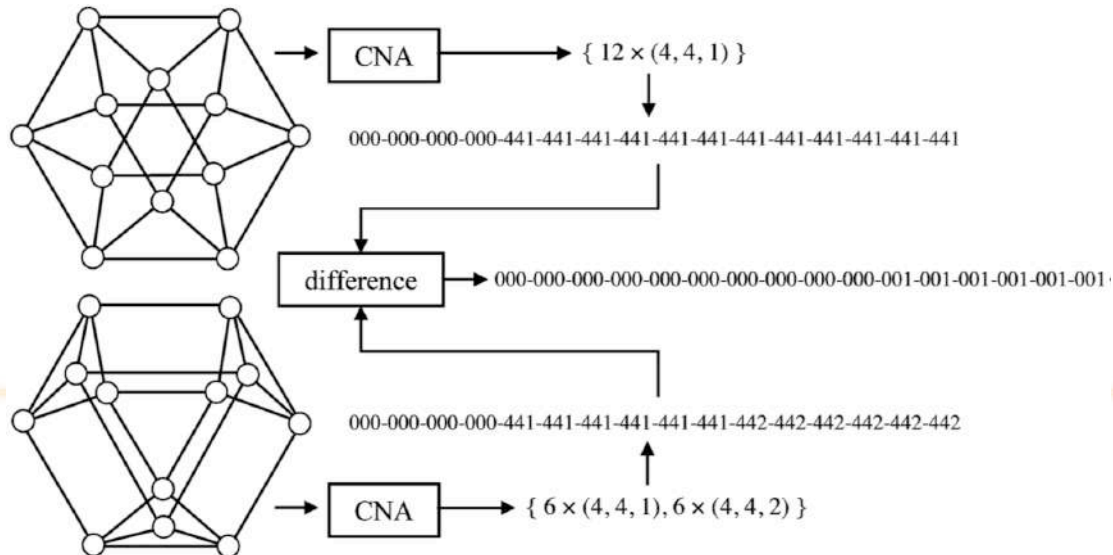 CNA
{ 12 × (4, 4, 1) }
000-000-000-000-441-441-441-441-441-441-441-441-441-441-441-441
difference
000-000-000-000-000-000-000-000-000-000-001-001-001-001-001-001
000-000-000-000-441-441-441-441-441-441-442-442-442-442-442-442
CNA
{ 6 × (4, 4, 1), 6 × (4, 4, 2) }